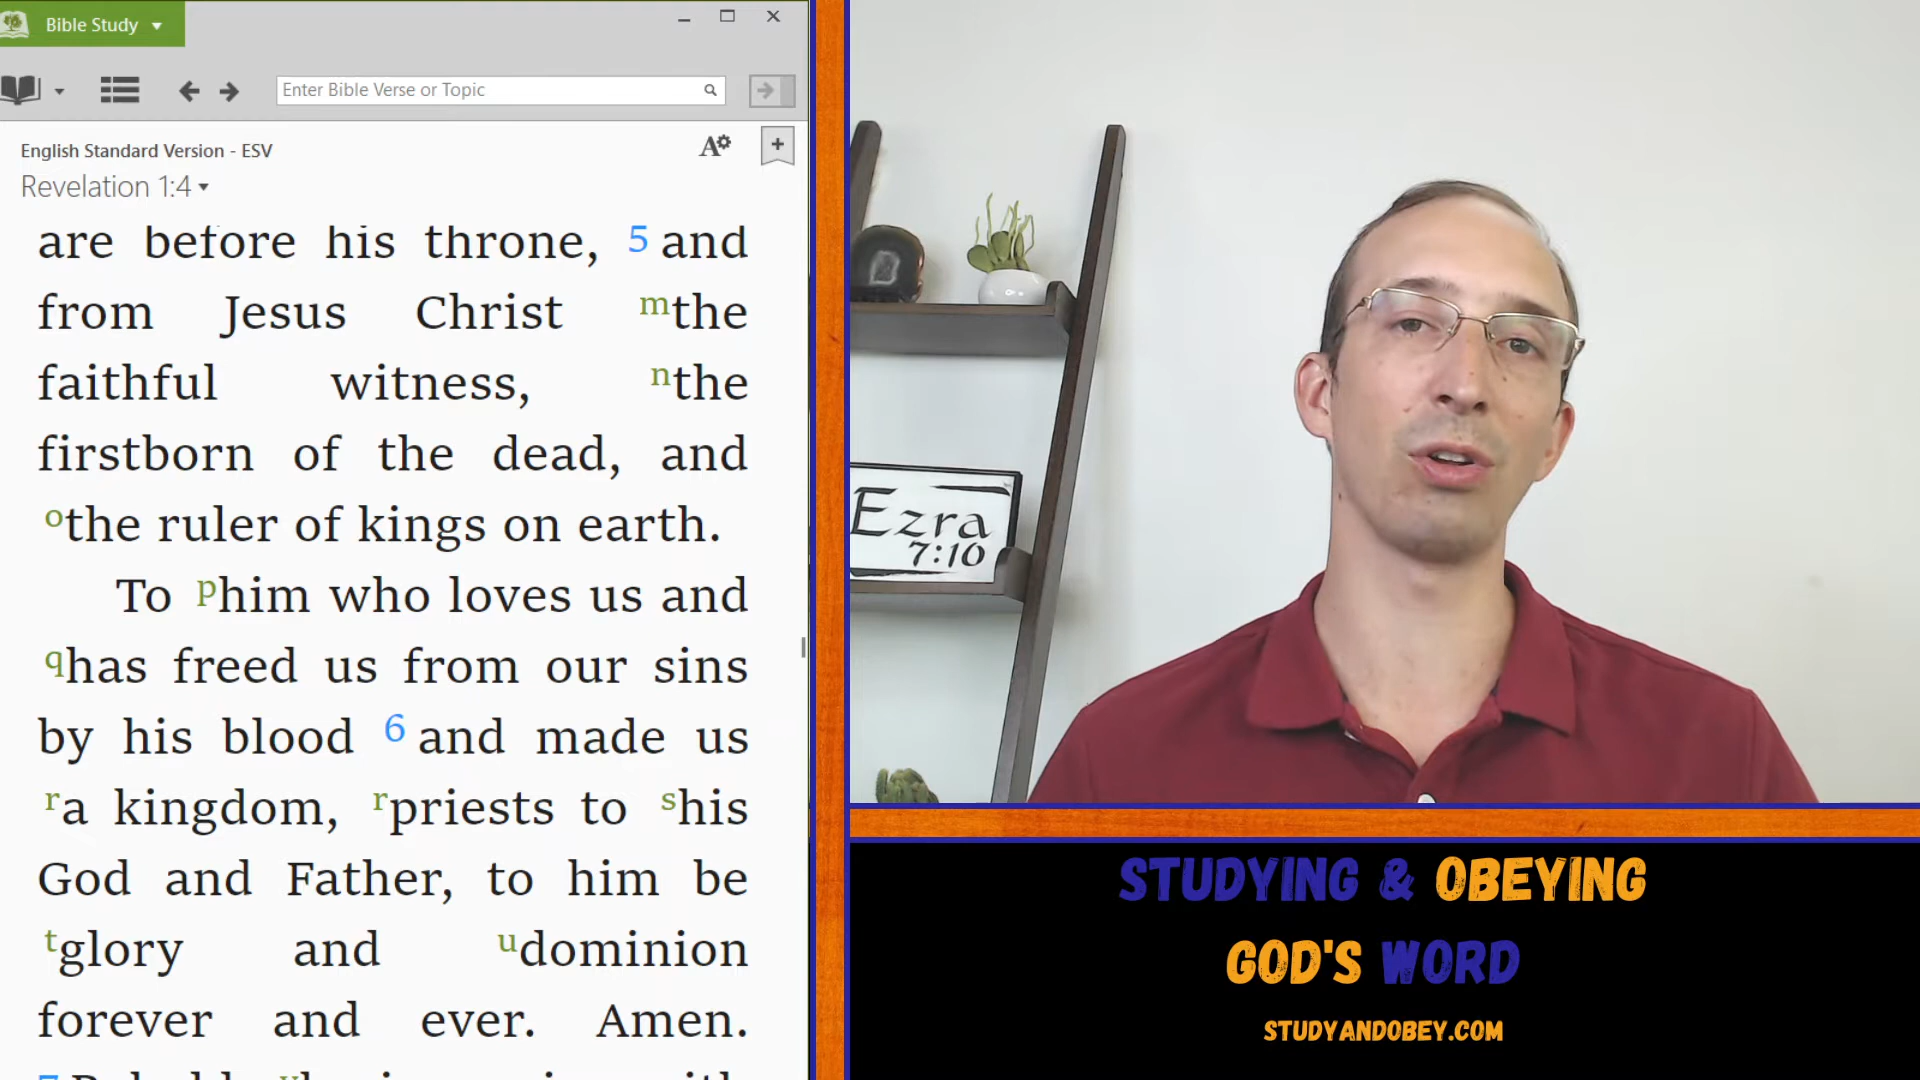 Bible Study
Enter Bible Verse or Topic
English Standard Version - ESV
Revelation 1:4
are before his throne, 5 and
from Jesus Christ mthe
faithful witness, nthe
firstborn of the dead, and
othe ruler of kings on earth.
To phim who loves us and
qhas freed us from our sins
by his blood 6 and made us
ra kingdom, rpriests to shis
God and Father, to him be
tglory and udominion
forever and ever. Amen.
Ezra
7:10
STUDYING & OBEYING
GOD'S WORD
STUDYANDOBEY.COM